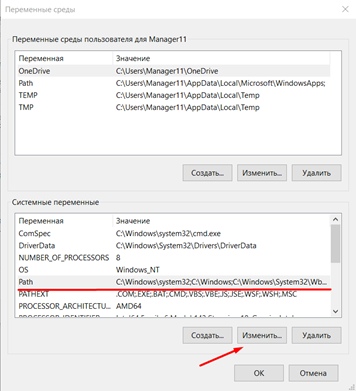 Переменные среды
Переменные среды пользователя для Manager11
Переменная Значение
OneDrive C:\Users\Manager11\OneDrive
Path C:\Users\Manager11\AppData\Local\Microsoft\WindowsApps;
TEMP C:\Users\Manager11\AppData\Local\Temp
TMP C:\Users\Manager11\AppData\Local\Temp
Создать... Изменить... Удалить
Системные переменные
Переменная Значение
ComSpec C:\Windows\system32\cmd.exe
DriverData C:\Windows\System32\Drivers\DriverData
NUMBER_OF_PROCESSORS 8
OS Windows_NT
Path C:\Windows\system32;C:\Windows;C:\Windows\System32\Wb...
PATHEXT .COM;.EXE;.BAT;.CMD;.VBS;.VBE;.JS;.JSE;.WSF;.WSH;.MSC
PROCESSOR_ARCHITECTU... AMD64
Создать... Изменить... Удалить
ОК Отмена